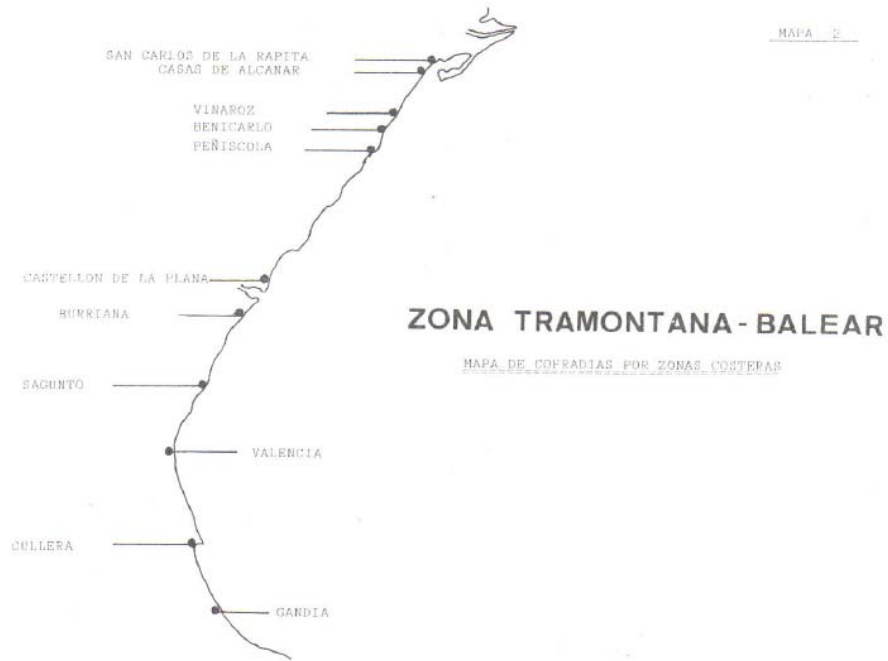 MAPA 2
SAN CARLOS DE LA RAPITA
CASAS DE ALCANAR
VINAROZ
BENICARLO
PEÑISCOLA
CASTELLON DE LA PLANA
BURRIANA
ZONA TRAMONTANA-BALEAR
MAPA DE COFRADIAS POR ZONAS COSTERAS
SAGUNTO
VALENCIA
CULLERA
GANDIA